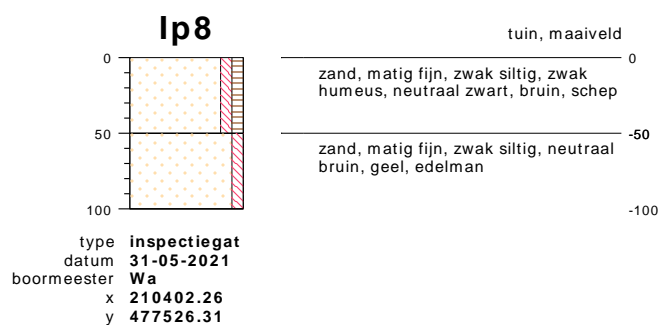 Ip8
tuin, maaiveld
0
0
zand, matig fijn, zwak siltig, zwak
humeus, neutraal zwart, bruin, schep
50
-50
zand, matig fijn, zwak siltig, neutraal
bruin, geel, edelman
100
-100
type inspectiegat
datum 31-05-2021
boormeester Wa
x 210402.26
y 477526.31